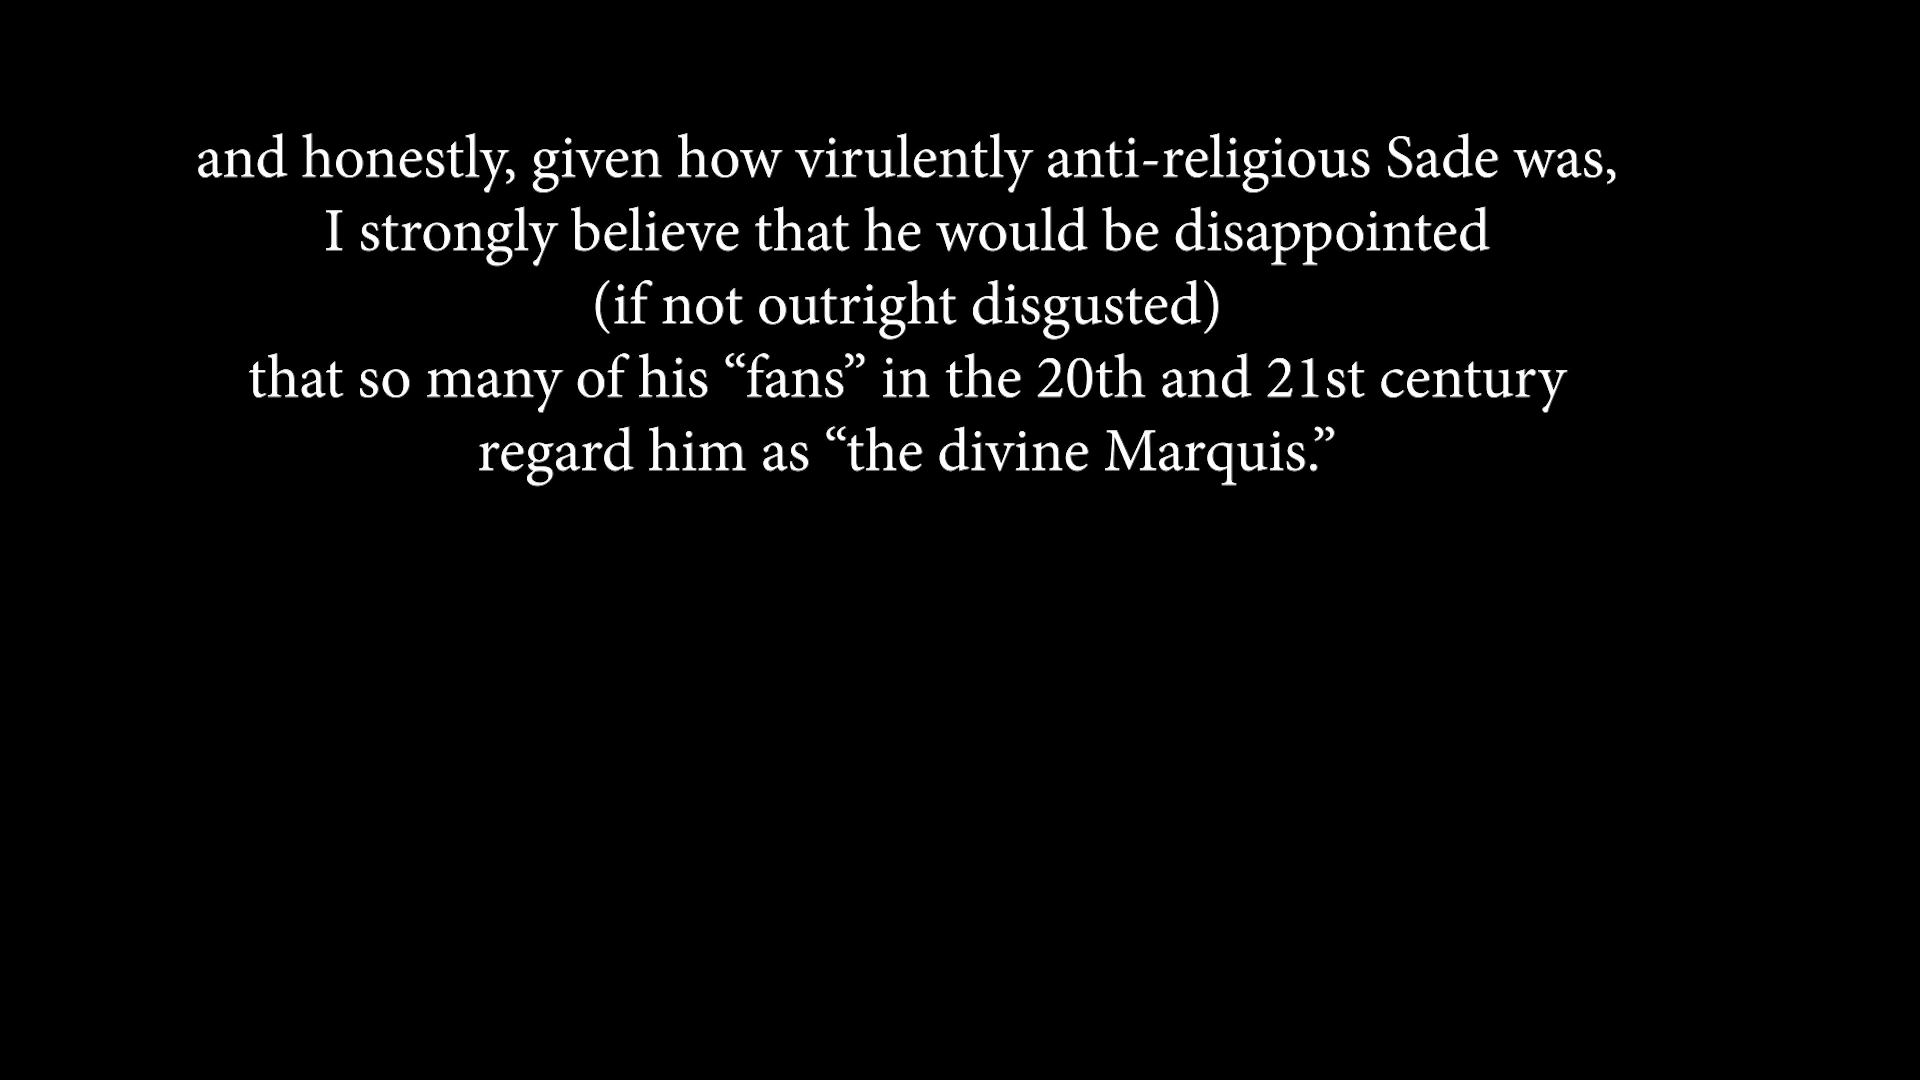 and honestly, given how virulently anti-religious Sade was,
I strongly believe that he would be disappointed
(if not outright disgusted)
that so many of his “fans” in the 20th and 21st century
regard him as “the divine Marquis.”